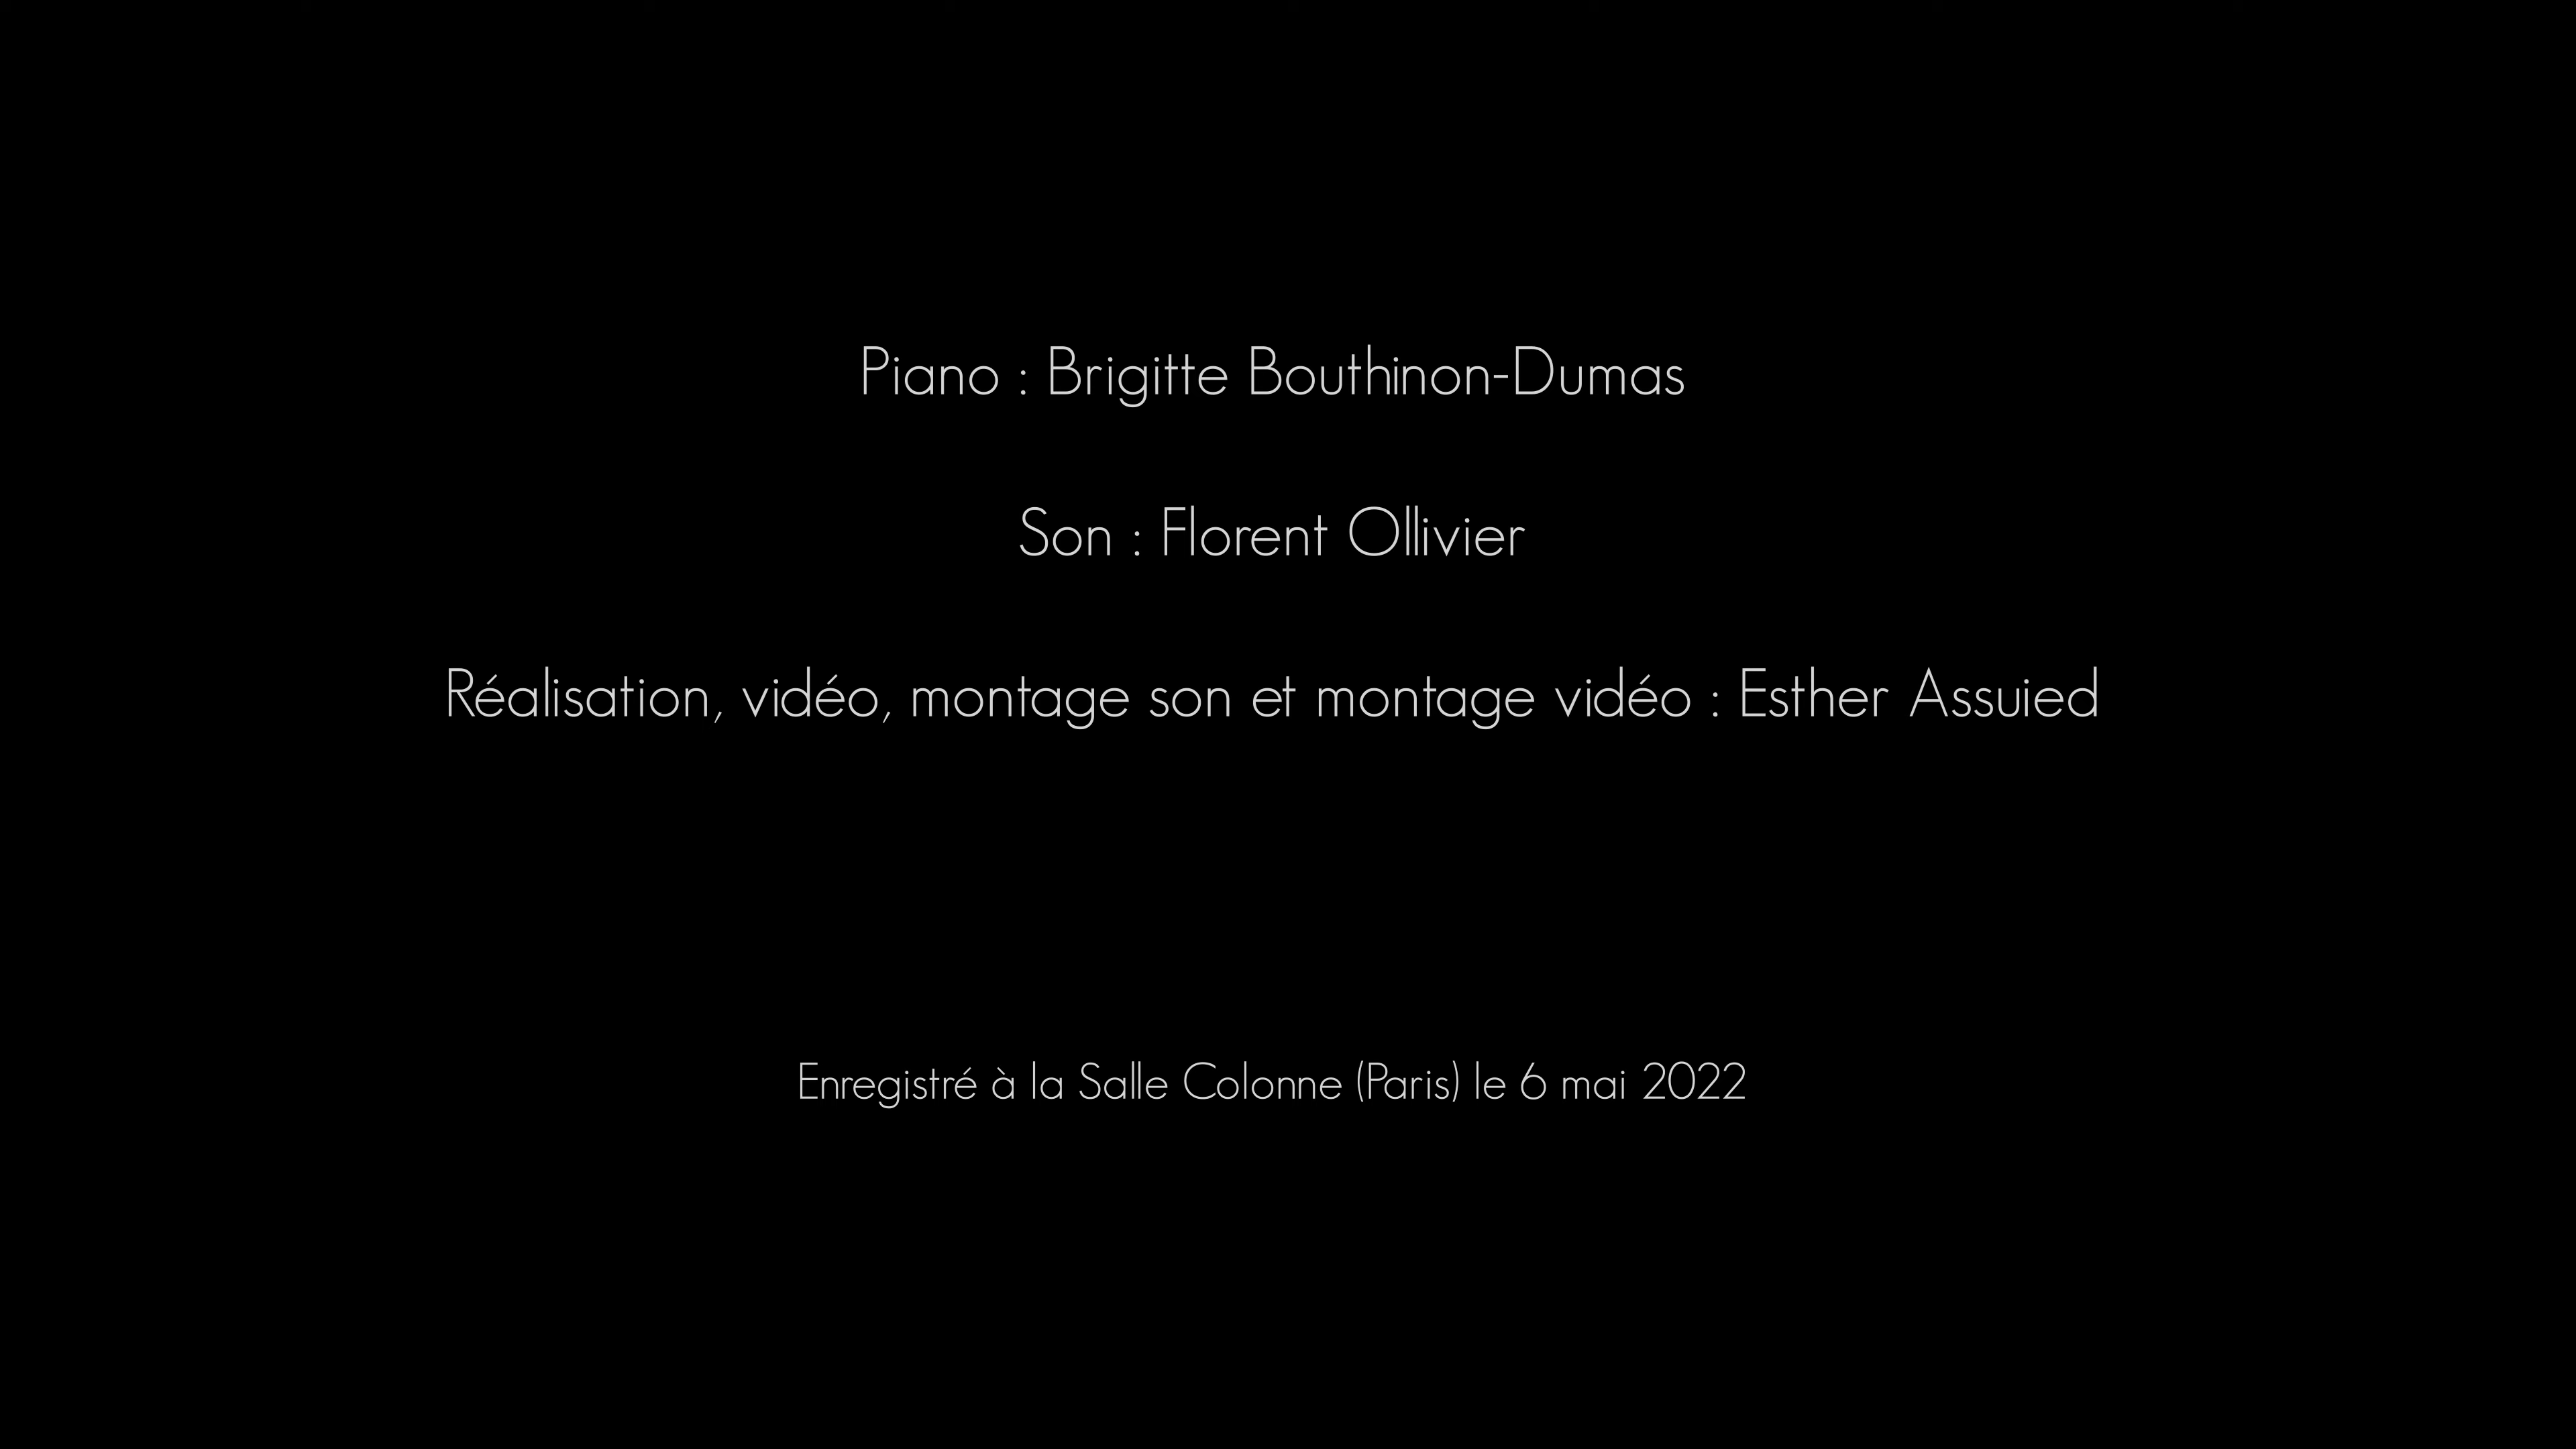 Piano : Brigitte Bouthinon-Dumas
Son : Florent Ollivier
Réalisation, vidéo, montage son et montage vidéo : Esther Assuied
Enregistré à la Salle Colonne (Paris) le 6 mai 2022